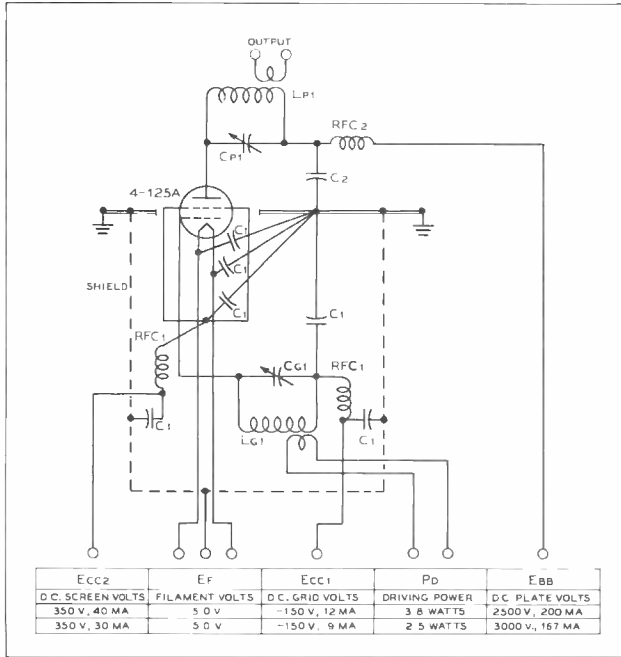 OUTPUT
LP1
RFC2
CP1
C2
4-125A
C1
C1
SHIELD
C1
C1
RFC1
CG1
RFC1
C1
LG1
C1
ECC2 EF ECC1 PD EBB
D.C. SCREEN VOLTS FILAMENT VOLTS D.C. GRID VOLTS DRIVING POWER DC PLATE VOLTS
350 V, 40 MA 5.0 V -150 V, 12 MA 3.8 WATTS 2500 V, 200 MA
350 V, 30 MA 5.0 V -150 V, 9 MA 2.5 WATTS 3000 V., 167 MA